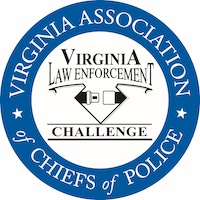 VIRGINIA ASSOCIATION
of CHIEFS of POLICE
VIRGINIA
LAW ENFORCEMENT
CHALLENGE